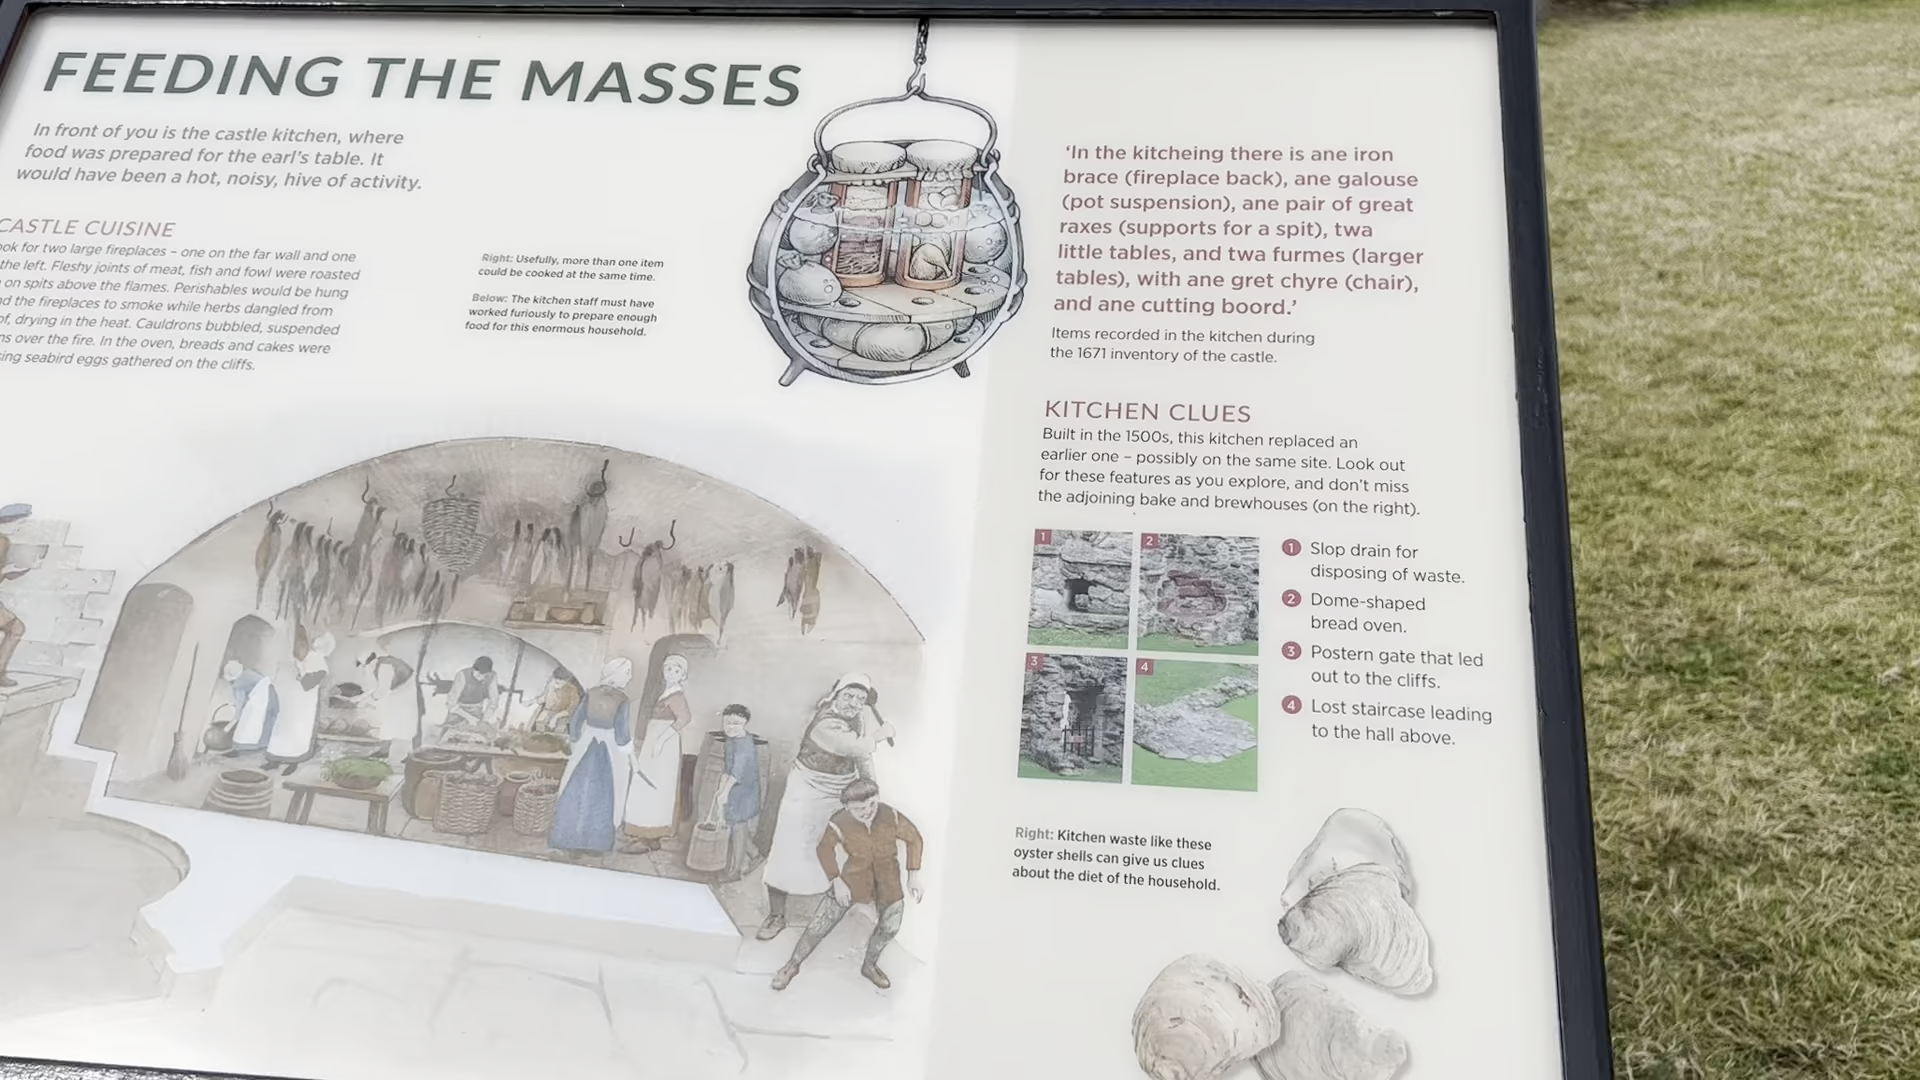 FEEDING THE MASSES
In front of you is the castle kitchen, where
food was prepared for the earl's table. It
would have been a hot, noisy, hive of activity.
CASTLE CUISINE
for two large fireplaces – one on the far wall and one
the left. Fleshy joints of meat, fish and fowl were roasted
on spits above the flames. Perishables would be hung
the fireplaces to smoke while herbs dangled from
drying in the heat. Cauldrons bubbled, suspended
over the fire. In the oven, breads and cakes were
seabird eggs gathered on the cliffs.
Right: Usefully, more than one item
could be cooked at the same time.
Below: The kitchen staff must have
worked furiously to prepare enough
food for this enormous household.
'In the kitcheing there is ane iron
brace (fireplace back), ane galouse
(pot suspension), ane pair of great
raxes (supports for a spit), twa
little tables, and twa furmes (larger
tables), with ane gret chyre (chair),
and ane cutting boord.'
Items recorded in the kitchen during
the 1671 inventory of the castle.
KITCHEN CLUES
Built in the 1500s, this kitchen replaced an
earlier one – possibly on the same site. Look out
for these features as you explore, and don't miss
the adjoining bake and brewhouses (on the right).
1
2
3
4
1 Slop drain for
disposing of waste.
2 Dome-shaped
bread oven.
3 Postern gate that led
out to the cliffs.
4 Lost staircase leading
to the hall above.
Right: Kitchen waste like these
oyster shells can give us clues
about the diet of the household.